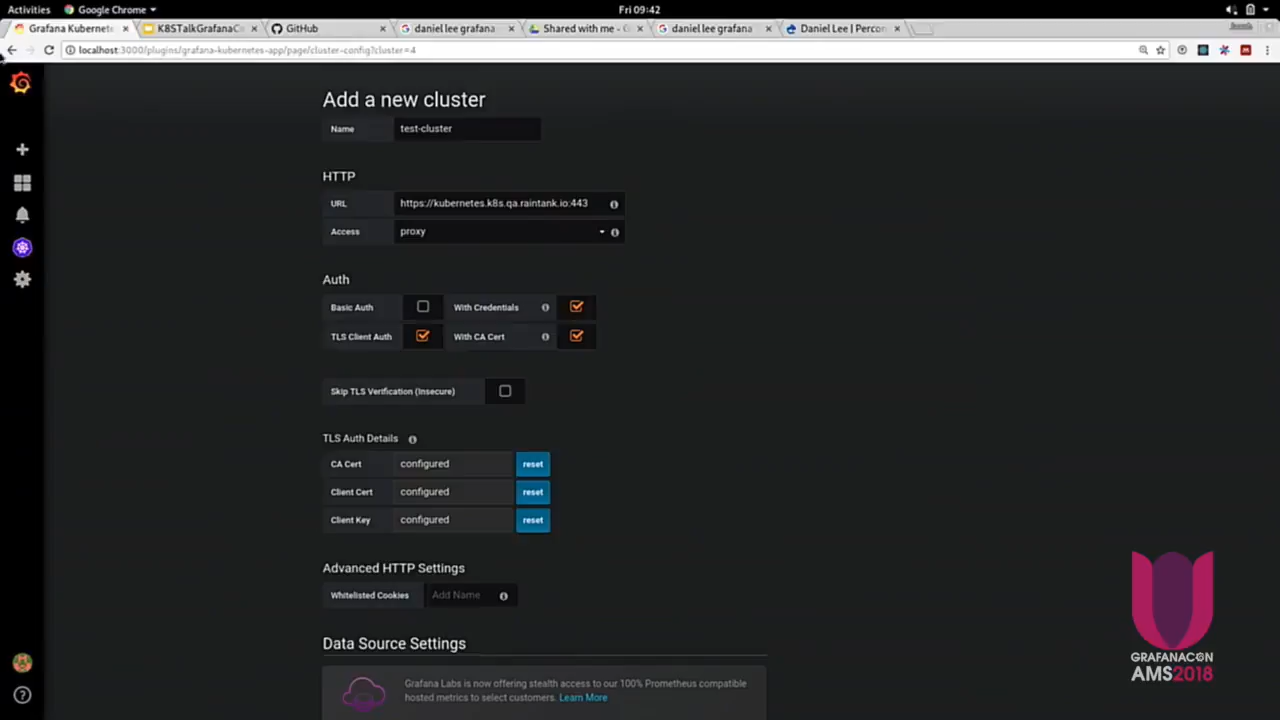 Activities Google Chrome Fri 09:42
Grafana Kubernete K8STalkGrafanaC GitHub daniel lee grafana Shared with me - G daniel lee grafana Daniel Lee | Percon
localhost:3000/plugins/grafana-kubernetes-app/page/cluster-config?cluster=4
Add a new cluster
Name test-cluster
HTTP
URL https://kubernetes.k8s.qa.raintank.io:443
Access proxy
Auth
Basic Auth With Credentials
TLS Client Auth With CA Cert
Skip TLS Verification (Insecure)
TLS Auth Details
CA Cert configured reset
Client Cert configured reset
Client Key configured reset
Advanced HTTP Settings
Whitelisted Cookies Add Name
Data Source Settings
Grafana Labs is now offering stealth access to our 100% Prometheus compatible
hosted metrics to select customers. Learn More
GRAFANACON
AMS2018